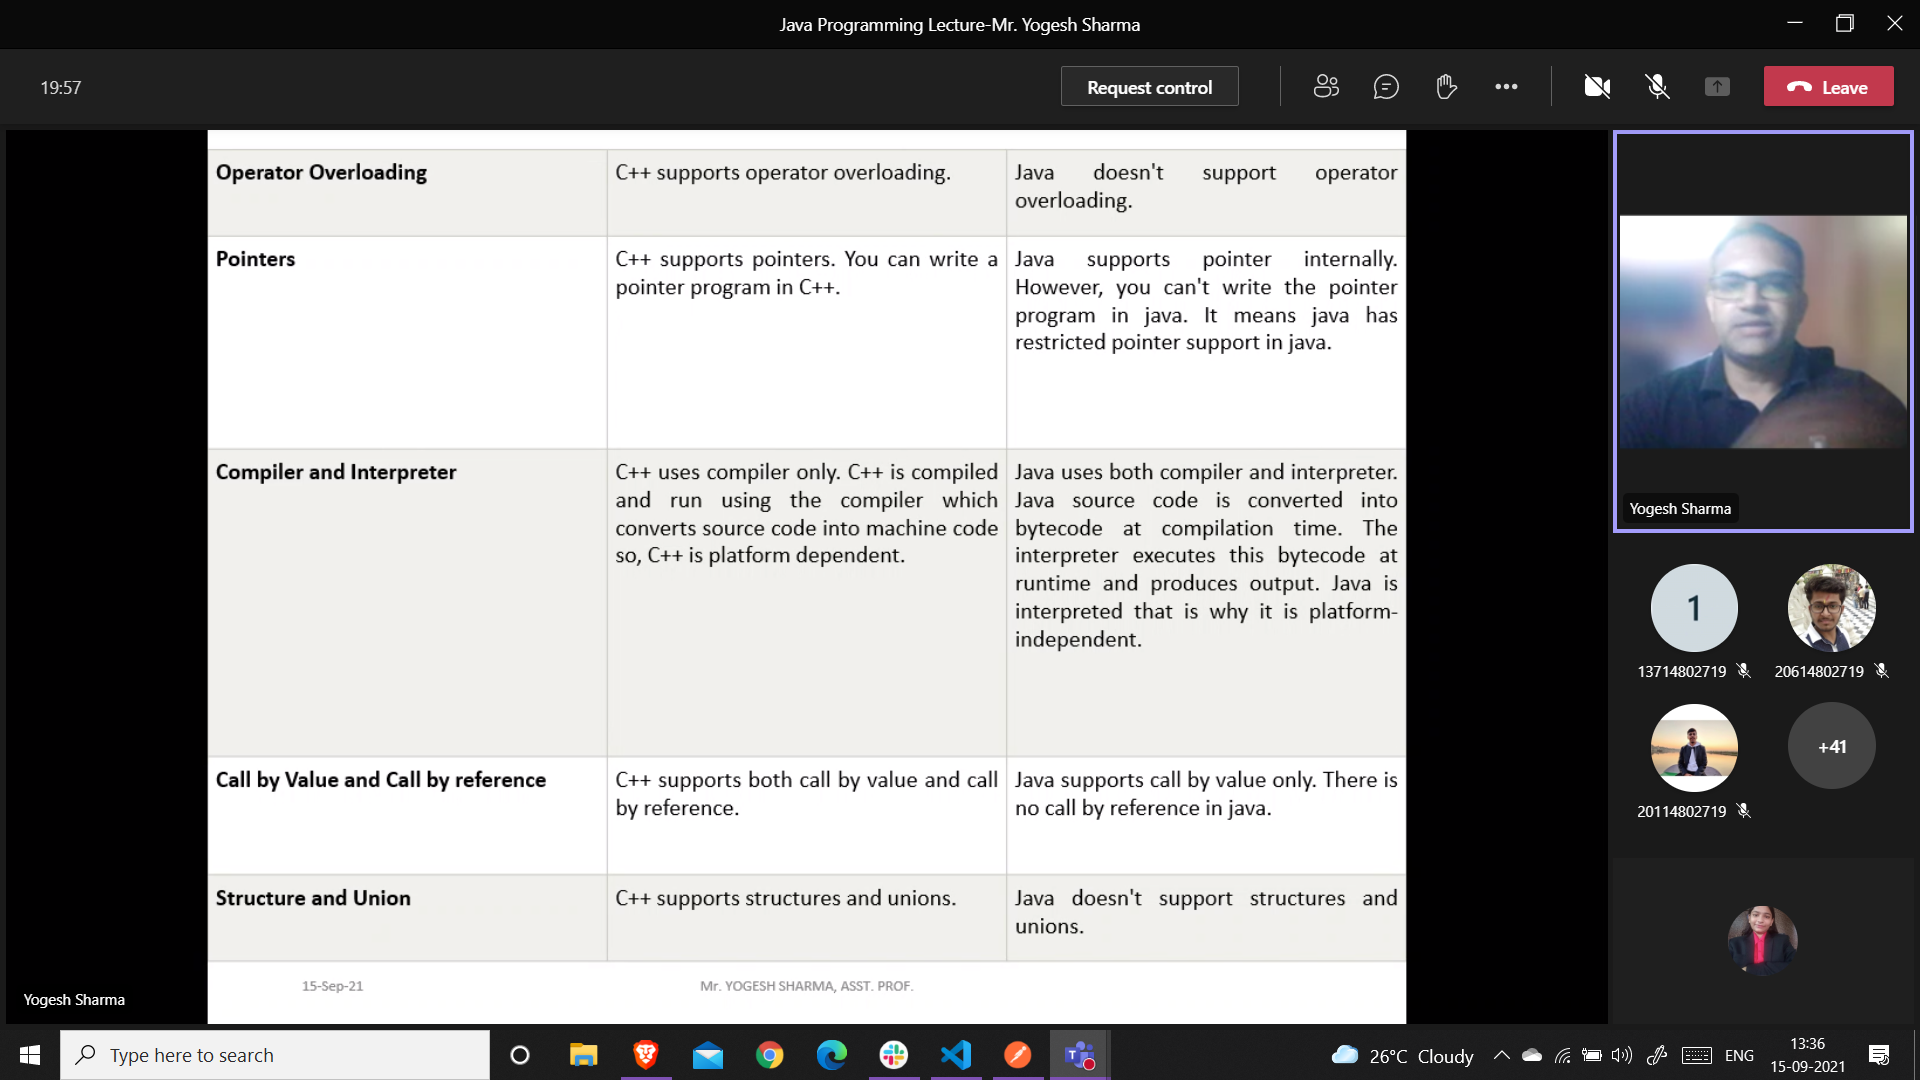 Java Programming Lecture-Mr. Yogesh Sharma
19:57
Request control
Leave
Operator Overloading
C++ supports operator overloading.
Java doesn't support operator
overloading.
Pointers
C++ supports pointers. You can write a
pointer program in C++.
Java supports pointer internally.
However, you can't write the pointer
program in java. It means java has
restricted pointer support in java.
Compiler and Interpreter
C++ uses compiler only. C++ is compiled
and run using the compiler which
converts source code into machine code
so, C++ is platform dependent.
Java uses both compiler and interpreter.
Java source code is converted into
bytecode at compilation time. The
interpreter executes this bytecode at
runtime and produces output. Java is
interpreted that is why it is platform-
independent.
Call by Value and Call by reference
C++ supports both call by value and call
by reference.
Java supports call by value only. There is
no call by reference in java.
Structure and Union
C++ supports structures and unions.
Java doesn't support structures and
unions.
15-Sep-21
Mr. YOGESH SHARMA, ASST. PROF.
Yogesh Sharma
Yogesh Sharma
1
13714802719
20614802719
20114802719
+41
Type here to search
26°C Cloudy
ENG
13:36
15-09-2021